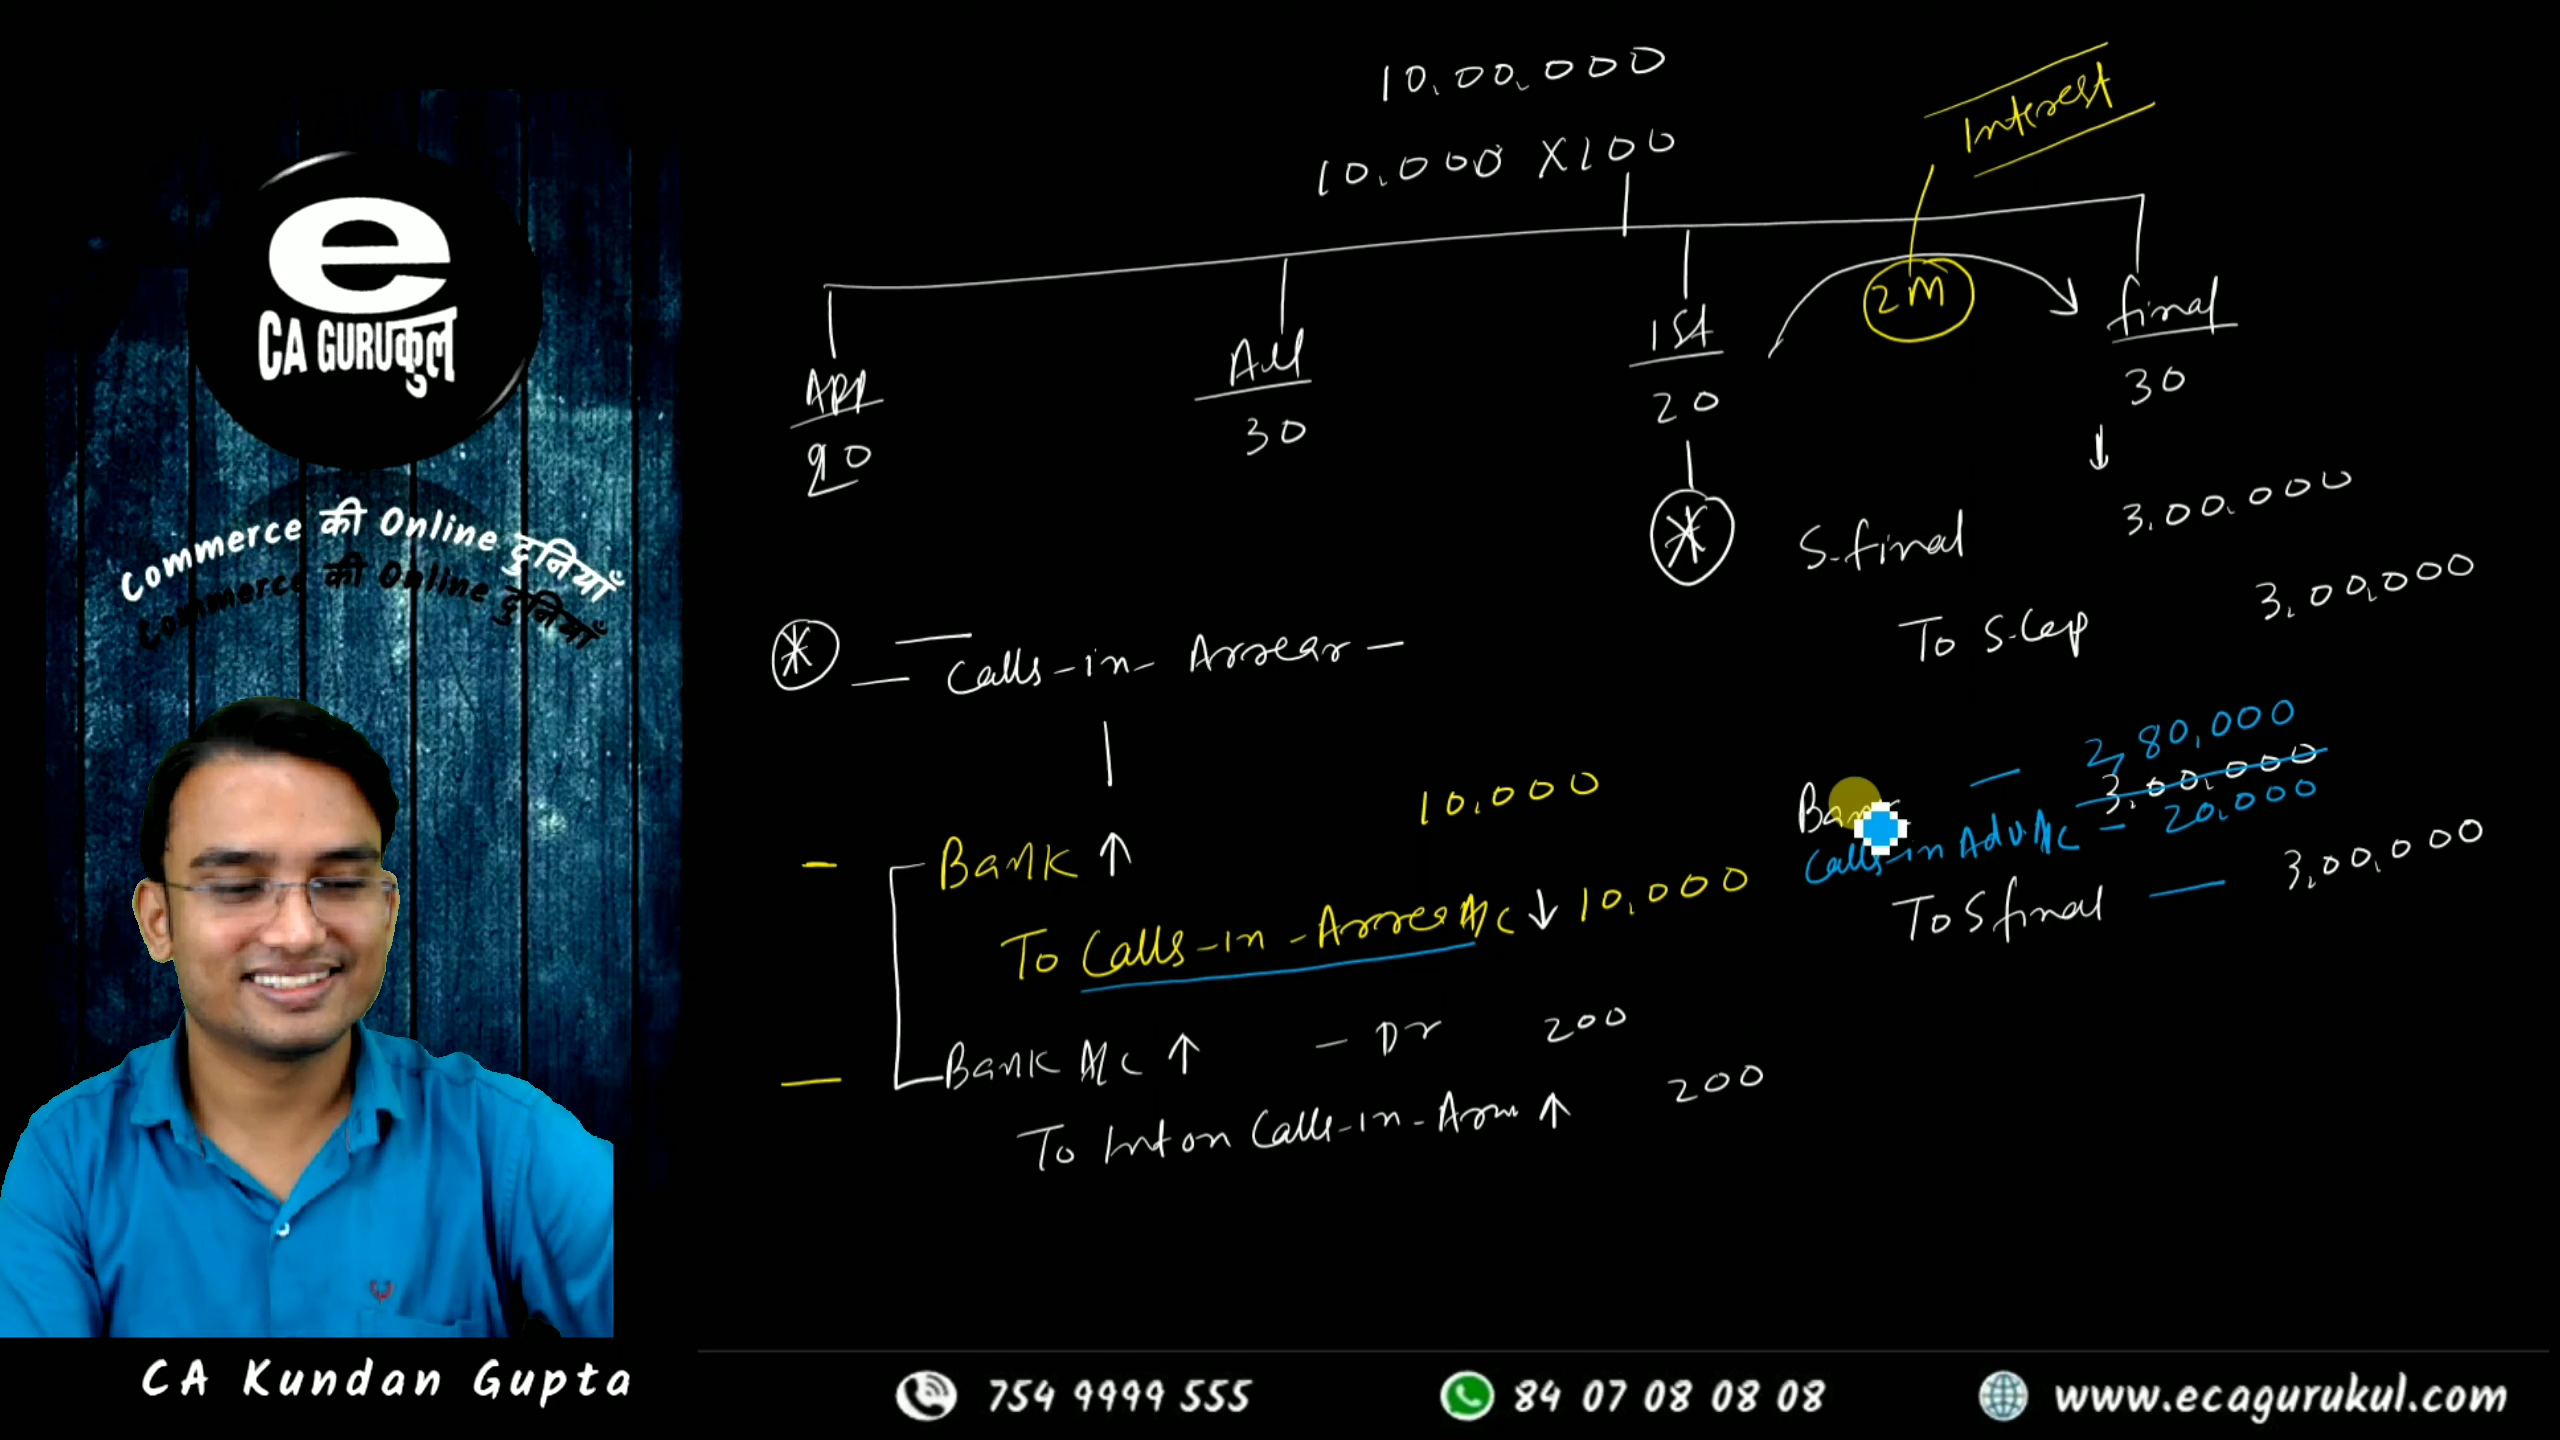 e
CA GURUकुल
Commerce की Online दुनियाँ
CA Kundan Gupta
10,00,000
10,000 X 100
Interest
2M
App
20
All
30
1st
20
final
30
S-final 3,00,000
To S-Cap 3,00,000
Calls-in-Arrear -
Bank 10,000
To Calls-in-Arrear A/c 10,000
Bank A/c - Dr 200
To Int on Calls-in-Arrr 200
Bank - 2,80,000
3,00,000
Calls-in Adv. A/c - 20,000
To S final - 3,00,000
754 9999 555
84 07 08 08 08
www.ecagurukul.com